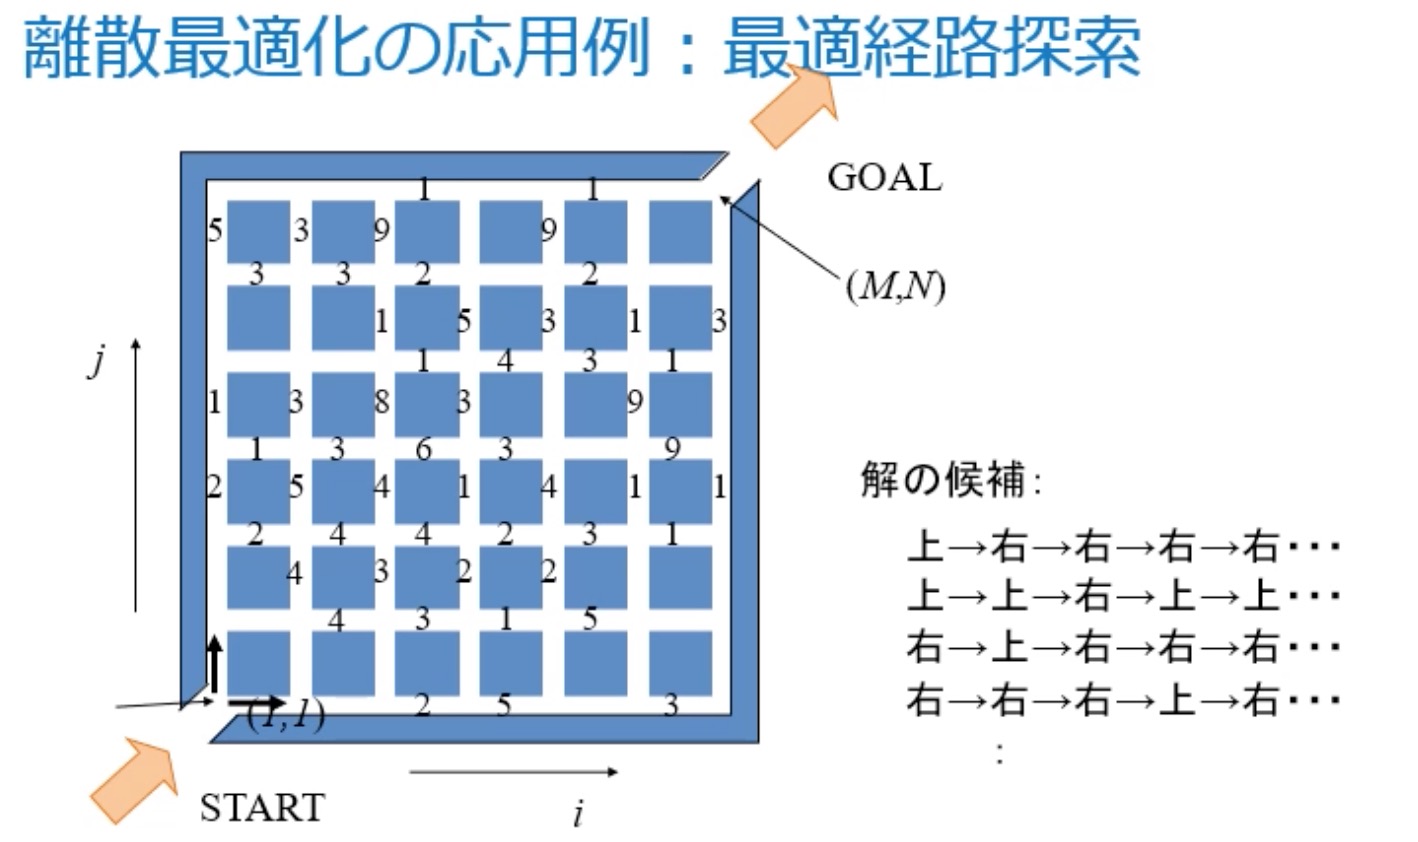 離散最適化の応用例：最適経路探索
GOAL
1 1
5 3 9 9
3 3 2 2
(M,N)
1 5 3 1 3
j
1 4 3 1
1 3 8 3 9
1 3 6 3 9
2 5 4 1 4 1 1
2 4 4 2 3 1
4 3 2 2
4 3 1 5
2 5 3
(1,1)
START
i
解の候補:
上→右→右→右→右･･･
上→上→右→上→上･･･
右→上→右→右→右･･･
右→右→右→上→右･･･
: